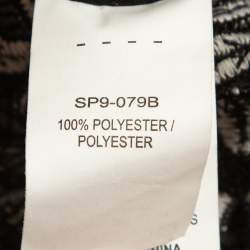 - - - -
SP9-079B
100% POLYESTER /
POLYESTER